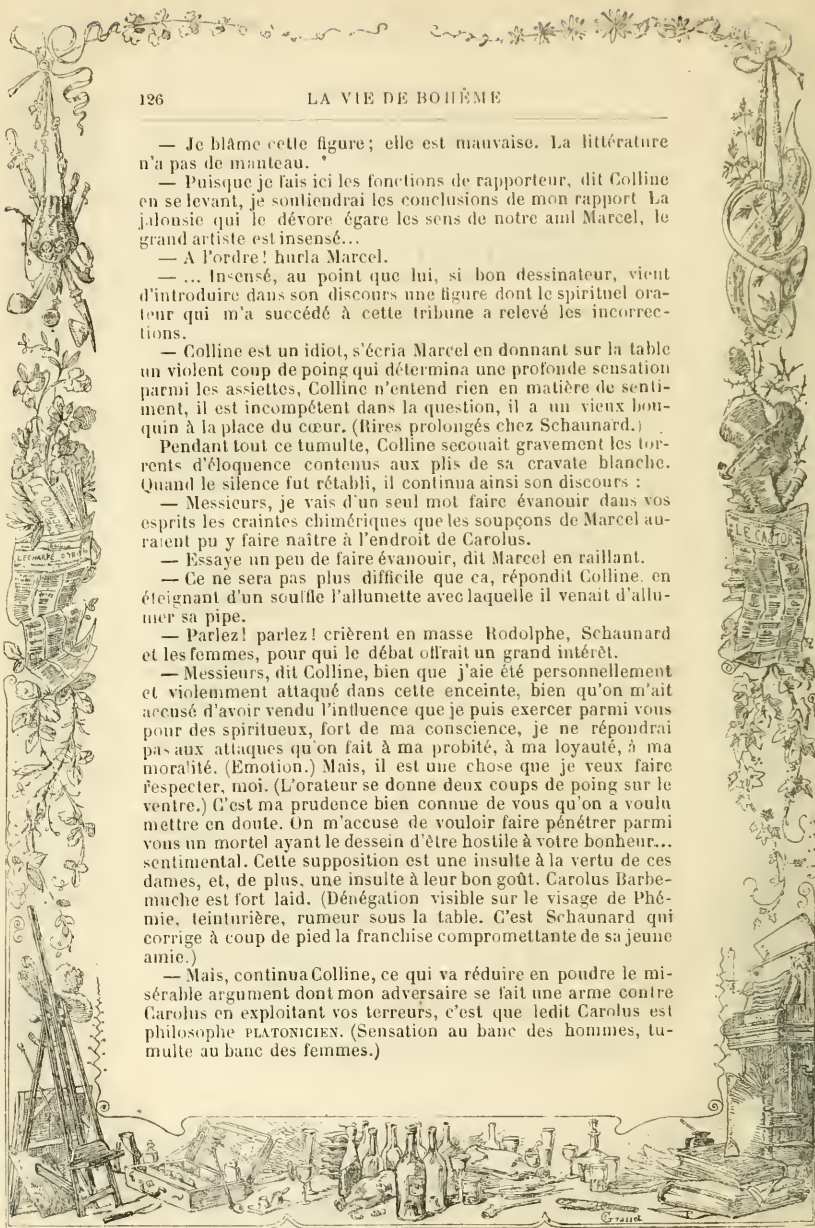 126
LA VIE DE BOHÈME
— Je blâme cette figure; elle est mauvaise. La littérature
n'a pas de manteau.
— Puisque je fais ici les fonctions de rapporteur, dit Colline
en se levant, je soutiendrai les conclusions de mon rapport La
jalousie qui le dévore égare les sens de notre ami Marcel, le
grand artiste est insensé...
— A l'ordre! hurla Marcel.
— ... Insensé, au point que lui, si bon dessinateur, vient
d'introduire dans son discours une figure dont le spirituel ora-
teur qui m'a succédé à cette tribune a relevé les incorrec-
tions.
— Colline est un idiot, s'écria Marcel en donnant sur la table
un violent coup de poing qui détermina une profonde sensation
parmi les assiettes, Colline n'entend rien en matière de senti-
ment, il est incompétent dans la question, il a un vieux bou-
quin à la place du cœur. (Rires prolongés chez Schaunard.)
Pendant tout ce tumulte, Colline secouait gravement les tor-
rents d'éloquence contenus aux plis de sa cravate blanche.
Quand le silence fut rétabli, il continua ainsi son discours :
— Messieurs, je vais d'un seul mot faire évanouir dans vos
esprits les craintes chimériques que les soupçons de Marcel au-
raient pu y faire naître à l'endroit de Carolus.
— Essaye un peu de faire évanouir, dit Marcel en raillant.
— Ce ne sera pas plus difficile que ca, répondit Colline. en
éteignant d'un souffle l'allumette avec laquelle il venait d'allu-
mer sa pipe.
— Parlez! parlez! crièrent en masse Rodolphe, Schaunard
et les femmes, pour qui le débat offrait un grand intérêt.
— Messieurs, dit Colline, bien que j'aie été personnellement
et violemment attaqué dans cette enceinte, bien qu'on m'ait
accusé d'avoir vendu l'influence que je puis exercer parmi vous
pour des spiritueux, fort de ma conscience, je ne répondrai
pas aux attaques qu'on fait à ma probité, à ma loyauté, à ma
moralité. (Emotion.) Mais, il est une chose que je veux faire
respecter, moi. (L'orateur se donne deux coups de poing sur le
ventre.) C'est ma prudence bien connue de vous qu'on a voulu
mettre en doute. On m'accuse de vouloir faire pénétrer parmi
vous un mortel ayant le dessein d'être hostile à votre bonheur...
sentimental. Cette supposition est une insulte à la vertu de ces
dames, et, de plus, une insulte à leur bon goût. Carolus Barbe-
muche est fort laid. (Dénégation visible sur le visage de Phé-
mie, teinturière, rumeur sous la table. C'est Schaunard qui
corrige à coup de pied la franchise compromettante de sa jeune
amie.)
— Mais, continua Colline, ce qui va réduire en poudre le mi-
sérable argument dont mon adversaire se fait une arme contre
Carolus en exploitant vos terreurs, c'est que ledit Carolus est
philosophe PLATONICIEN. (Sensation au banc des hommes, tu-
multe au banc des femmes.)
L'ECHARPE D'IRIS
LE CASTOR
Grasset